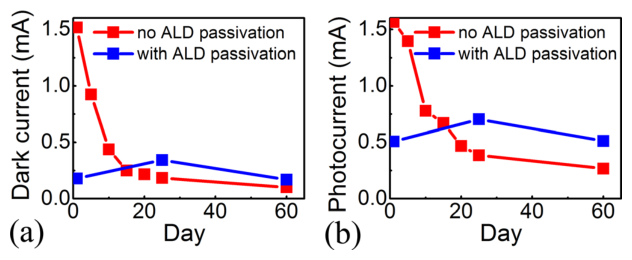 Dark current (mA)
1.5
1.0
0.5
0.0
no ALD passivation
with ALD passivation
0 20 40 60
Day
(a)
Photocurrent (mA)
1.5
1.0
0.5
0.0
no ALD passivation
with ALD passivation
0 20 40 60
Day
(b)